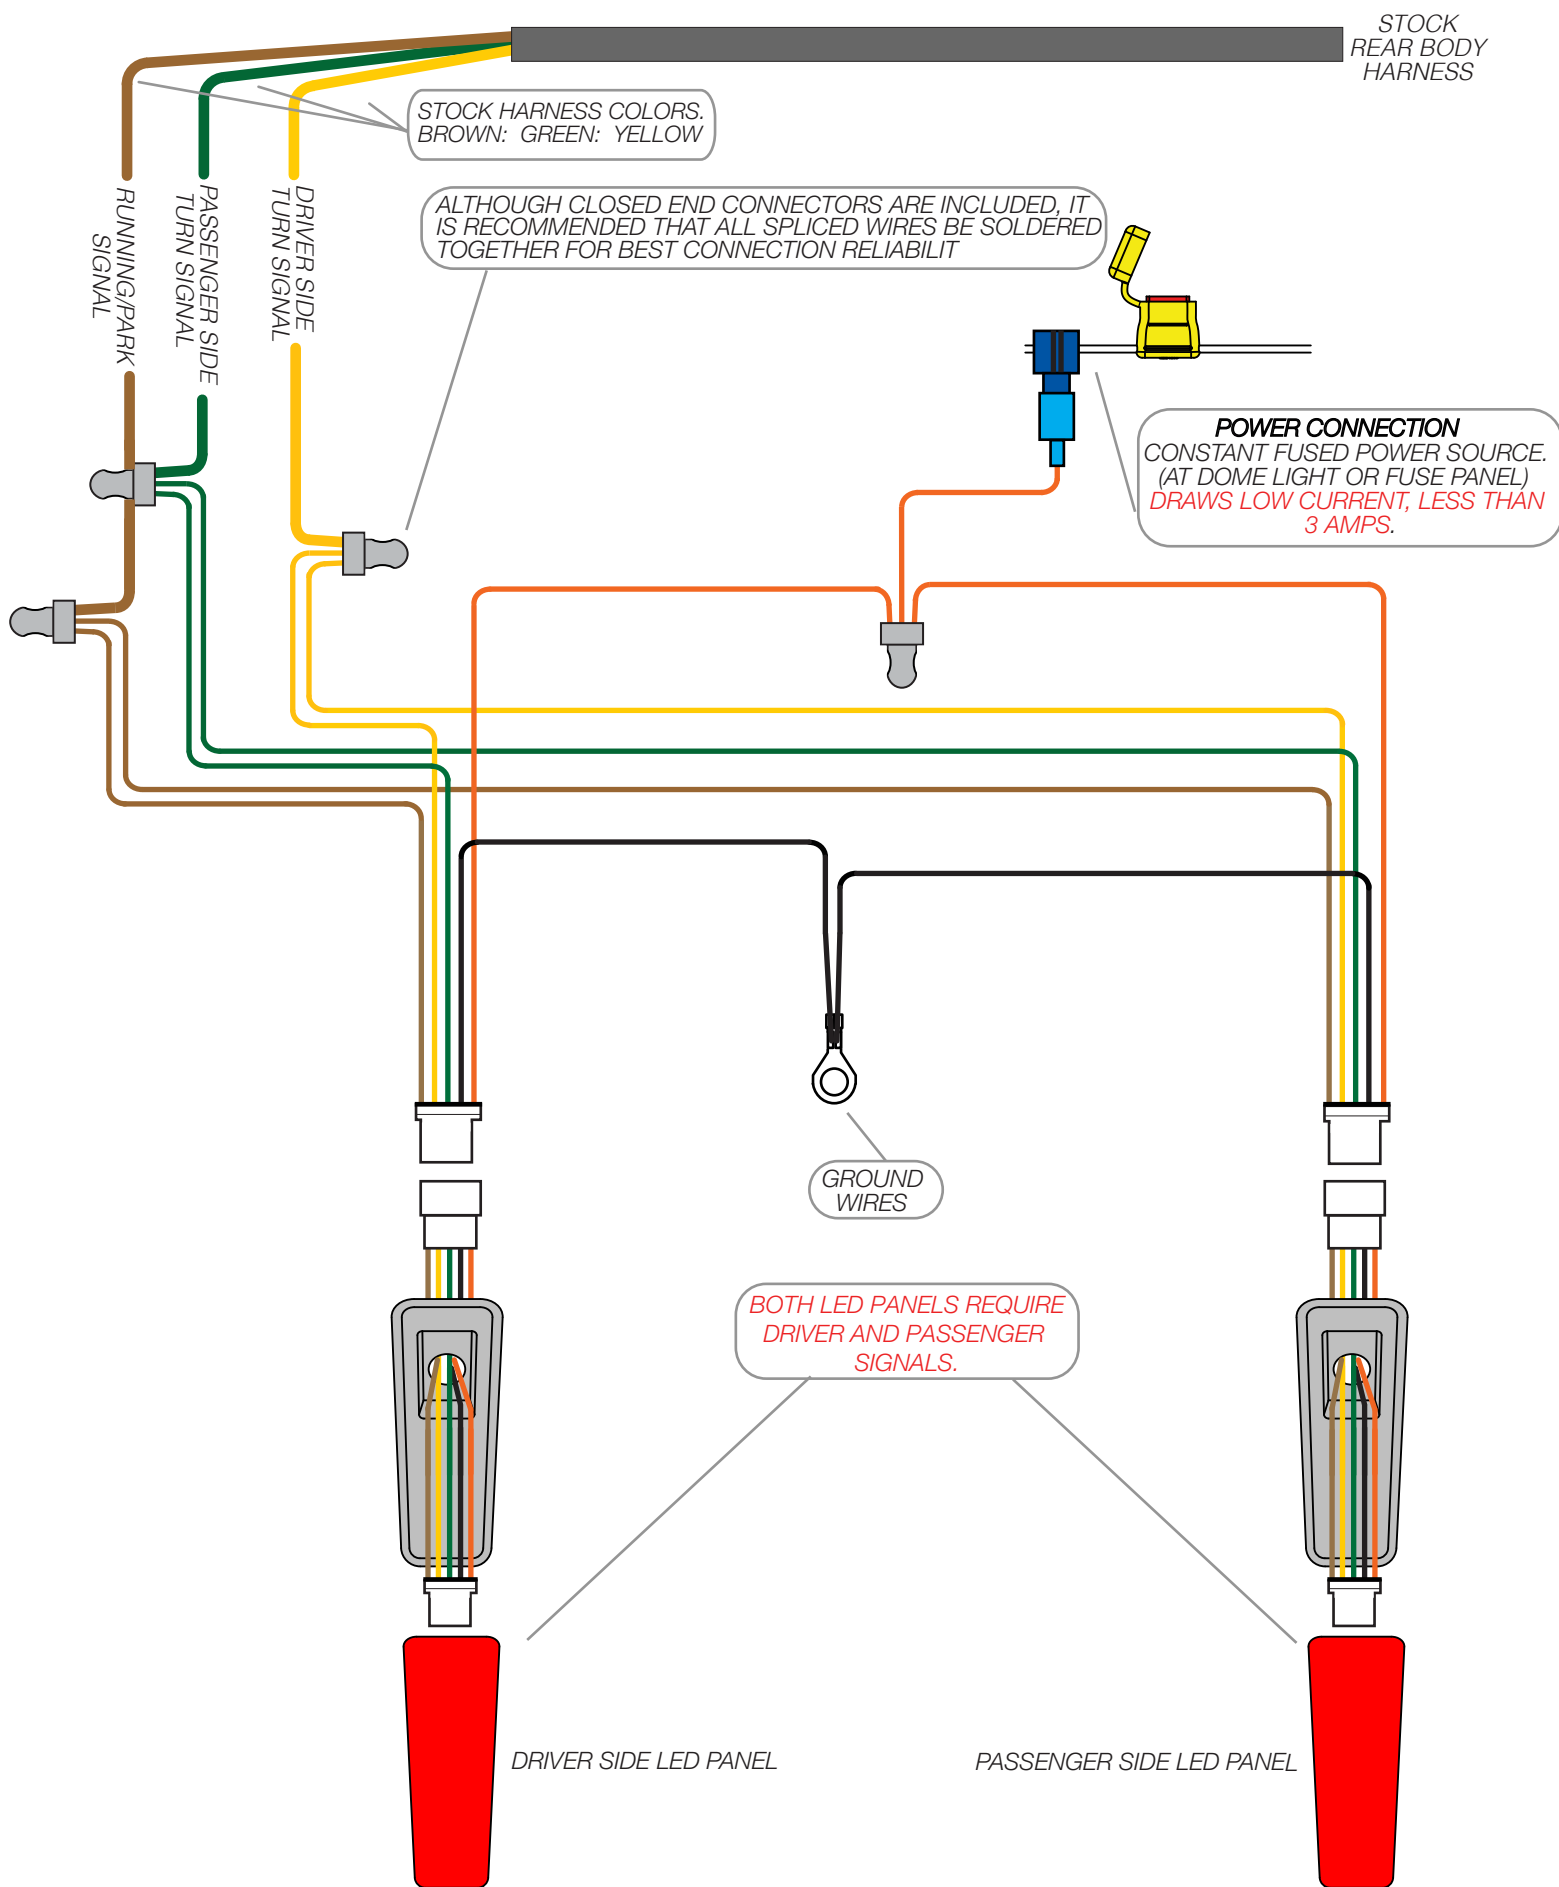 STOCK
REAR BODY
HARNESS
STOCK HARNESS COLORS.
BROWN: GREEN: YELLOW
RUNNING/PARK
SIGNAL
PASSENGER SIDE
TURN SIGNAL
DRIVER SIDE
TURN SIGNAL
ALTHOUGH CLOSED END CONNECTORS ARE INCLUDED, IT
IS RECOMMENDED THAT ALL SPLICED WIRES BE SOLDERED
TOGETHER FOR BEST CONNECTION RELIABILIT
POWER CONNECTION
CONSTANT FUSED POWER SOURCE.
(AT DOME LIGHT OR FUSE PANEL)
DRAWS LOW CURRENT, LESS THAN
3 AMPS.
GROUND
WIRES
BOTH LED PANELS REQUIRE
DRIVER AND PASSENGER
SIGNALS.
DRIVER SIDE LED PANEL
PASSENGER SIDE LED PANEL